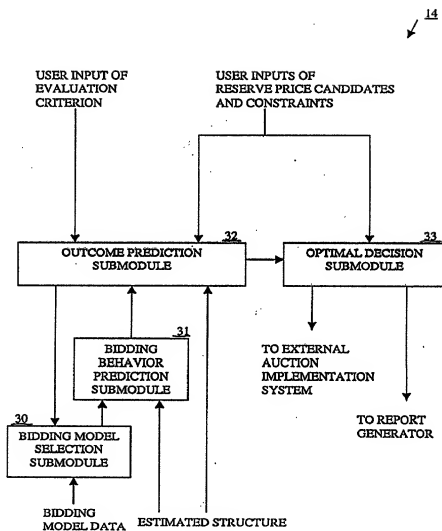 14
USER INPUT OF
EVALUATION
CRITERION
USER INPUTS OF
RESERVE PRICE CANDIDATES
AND CONSTRAINTS
32
OUTCOME PREDICTION
SUBMODULE
33
OPTIMAL DECISION
SUBMODULE
31
BIDDING
BEHAVIOR
PREDICTION
SUBMODULE
TO EXTERNAL
AUCTION
IMPLEMENTATION
SYSTEM
TO REPORT
GENERATOR
30
BIDDING MODEL
SELECTION
SUBMODULE
BIDDING
MODEL DATA
ESTIMATED STRUCTURE